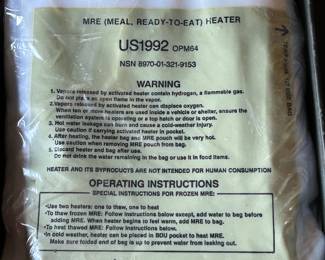 MRE (MEAL, READY-TO-EAT) HEATER
US1992 OPM64
NSN 8970-01-321-9153
WARNING
1. Vapors released by activated heater contain hydrogen, a flammable gas.
Do not place an open flame in the vapor.
2. Vapors released by activated heater can displace oxygen.
When ten or more heaters are used inside a vehicle or shelter, ensure the
ventilation system is operating or a top hatch or a door is open.
3. Hot water leakage can burn and cause a cold-weather injury.
Use caution if carrying activated heater in pocket.
4. After heating, the heater bag and MRE pouch will be very hot.
Use caution when removing MRE pouch from bag.
5. Discard heater and bag after use.
Do not drink the water remaining in the bag or use it in food items.
HEATER AND ITS BYPRODUCTS ARE NOT INTENDED FOR HUMAN CONSUMPTION
OPERATING INSTRUCTIONS
SPECIAL INSTRUCTIONS FOR FROZEN MRE:
•Use two heaters: one to thaw, one to heat
•To thaw frozen MRE: Follow instructions below except, add water to bag before
adding MRE. When heater begins to feel warm, add MRE to bag.
•To heat thawed MRE: Follow instructions below.
•In cold weather, heater can be placed in BDU pocket to heat MRE.
Make sure folded end of bag is up to prevent water from leaking out.